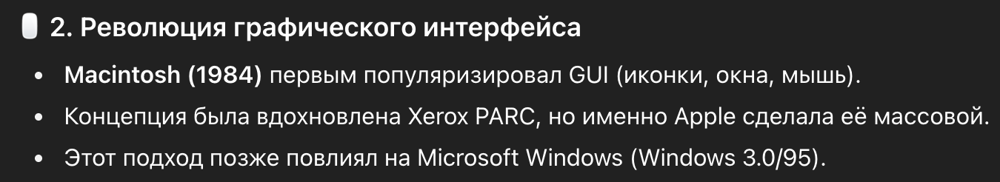 2. Революция графического интерфейса
• Macintosh (1984) первым популяризировал GUI (иконки, окна, мышь).
• Концепция была вдохновлена Xerox PARC, но именно Apple сделала её массовой.
• Этот подход позже повлиял на Microsoft Windows (Windows 3.0/95).